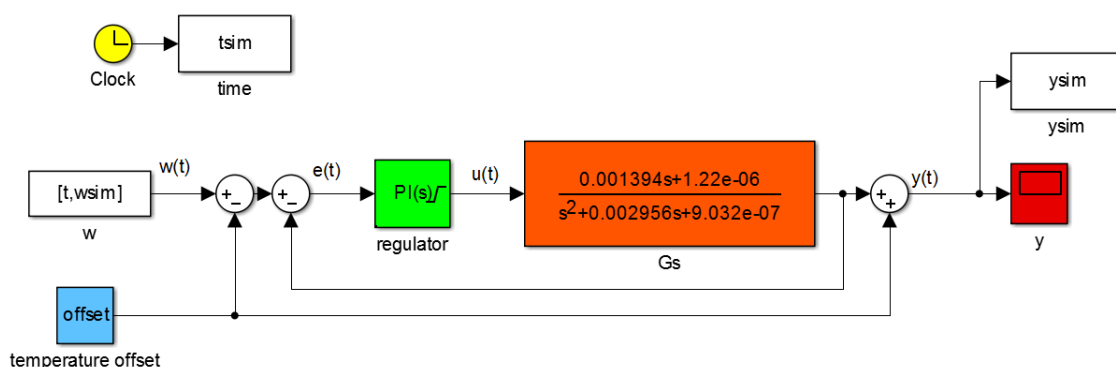 tsim
Clock
time
ysim
ysim
w(t)
e(t)
u(t)
y(t)
[t,wsim]
w
+
−
+
−
PI(s)
regulator
0.001394s+1.22e-06
s²+0.002956s+9.032e-07
Gs
+
+
y
offset
temperature offset